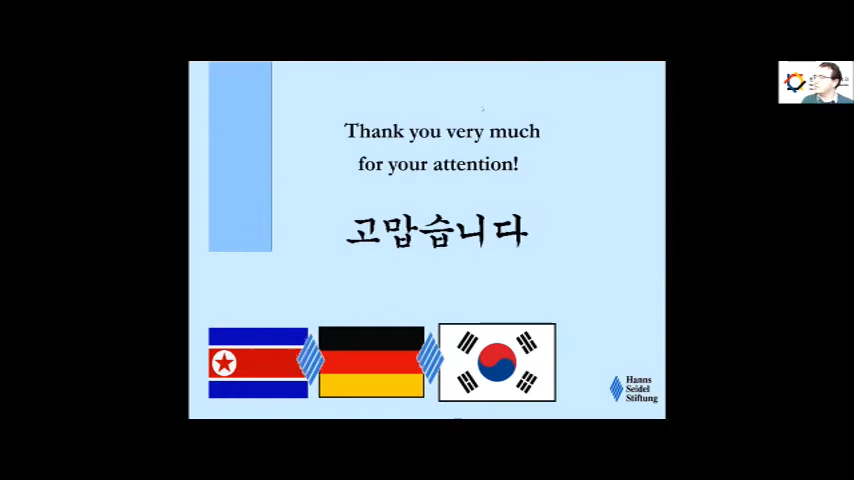 Thank you very much
for your attention!
고맙습니다
Hanns
Seidel
Stiftung